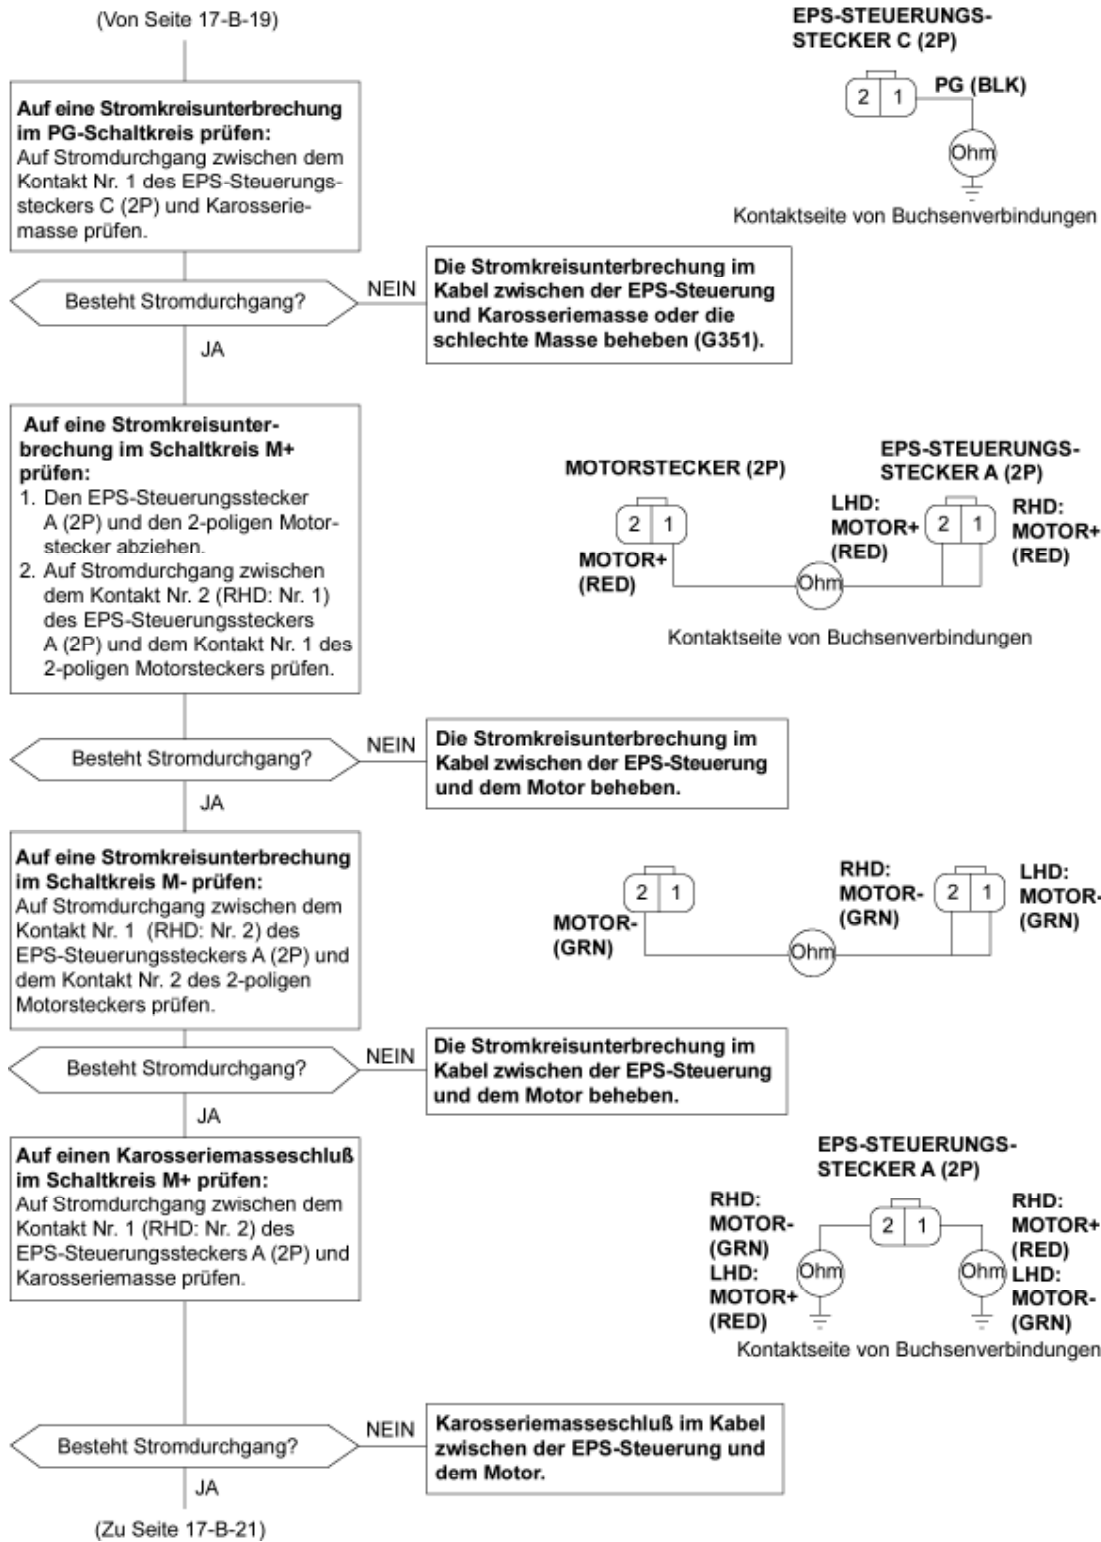 (Von Seite 17-B-19)
EPS-STEUERUNGS-
STECKER C (2P)
2 1
PG (BLK)
Ohm
Kontaktseite von Buchsenverbindungen
Auf eine Stromkreisunterbrechung
im PG-Schaltkreis prüfen:
Auf Stromdurchgang zwischen dem
Kontakt Nr. 1 des EPS-Steuerungs-
steckers C (2P) und Karosserie-
masse prüfen.
Besteht Stromdurchgang?
NEIN
Die Stromkreisunterbrechung im
Kabel zwischen der EPS-Steuerung
und Karosseriemasse oder die
schlechte Masse beheben (G351).
JA
Auf eine Stromkreisunter-
brechung im Schaltkreis M+
prüfen:
1. Den EPS-Steuerungsstecker
A (2P) und den 2-poligen Motor-
stecker abziehen.
2. Auf Stromdurchgang zwischen
dem Kontakt Nr. 2 (RHD: Nr. 1)
des EPS-Steuerungssteckers
A (2P) und dem Kontakt Nr. 1 des
2-poligen Motorsteckers prüfen.
MOTORSTECKER (2P)
2 1
MOTOR+
(RED)
Ohm
EPS-STEUERUNGS-
STECKER A (2P)
LHD:
MOTOR+
(RED)
2 1
RHD:
MOTOR+
(RED)
Kontaktseite von Buchsenverbindungen
Besteht Stromdurchgang?
NEIN
Die Stromkreisunterbrechung im
Kabel zwischen der EPS-Steuerung
und dem Motor beheben.
JA
Auf eine Stromkreisunterbrechung
im Schaltkreis M- prüfen:
Auf Stromdurchgang zwischen dem
Kontakt Nr. 1 (RHD: Nr. 2) des
EPS-Steuerungssteckers A (2P) und
dem Kontakt Nr. 2 des 2-poligen
Motorsteckers prüfen.
2 1
MOTOR-
(GRN)
Ohm
RHD:
MOTOR-
(GRN)
2 1
LHD:
MOTOR-
(GRN)
Besteht Stromdurchgang?
NEIN
Die Stromkreisunterbrechung im
Kabel zwischen der EPS-Steuerung
und dem Motor beheben.
JA
Auf einen Karosseriemasseschluß
im Schaltkreis M+ prüfen:
Auf Stromdurchgang zwischen dem
Kontakt Nr. 1 (RHD: Nr. 2) des
EPS-Steuerungssteckers A (2P) und
Karosseriemasse prüfen.
EPS-STEUERUNGS-
STECKER A (2P)
RHD:
MOTOR-
(GRN)
LHD:
MOTOR+
(RED)
Ohm
2 1
Ohm
RHD:
MOTOR+
(RED)
LHD:
MOTOR-
(GRN)
Kontaktseite von Buchsenverbindungen
Besteht Stromdurchgang?
NEIN
Karosseriemasseschluß im Kabel
zwischen der EPS-Steuerung und
dem Motor.
JA
(Zu Seite 17-B-21)